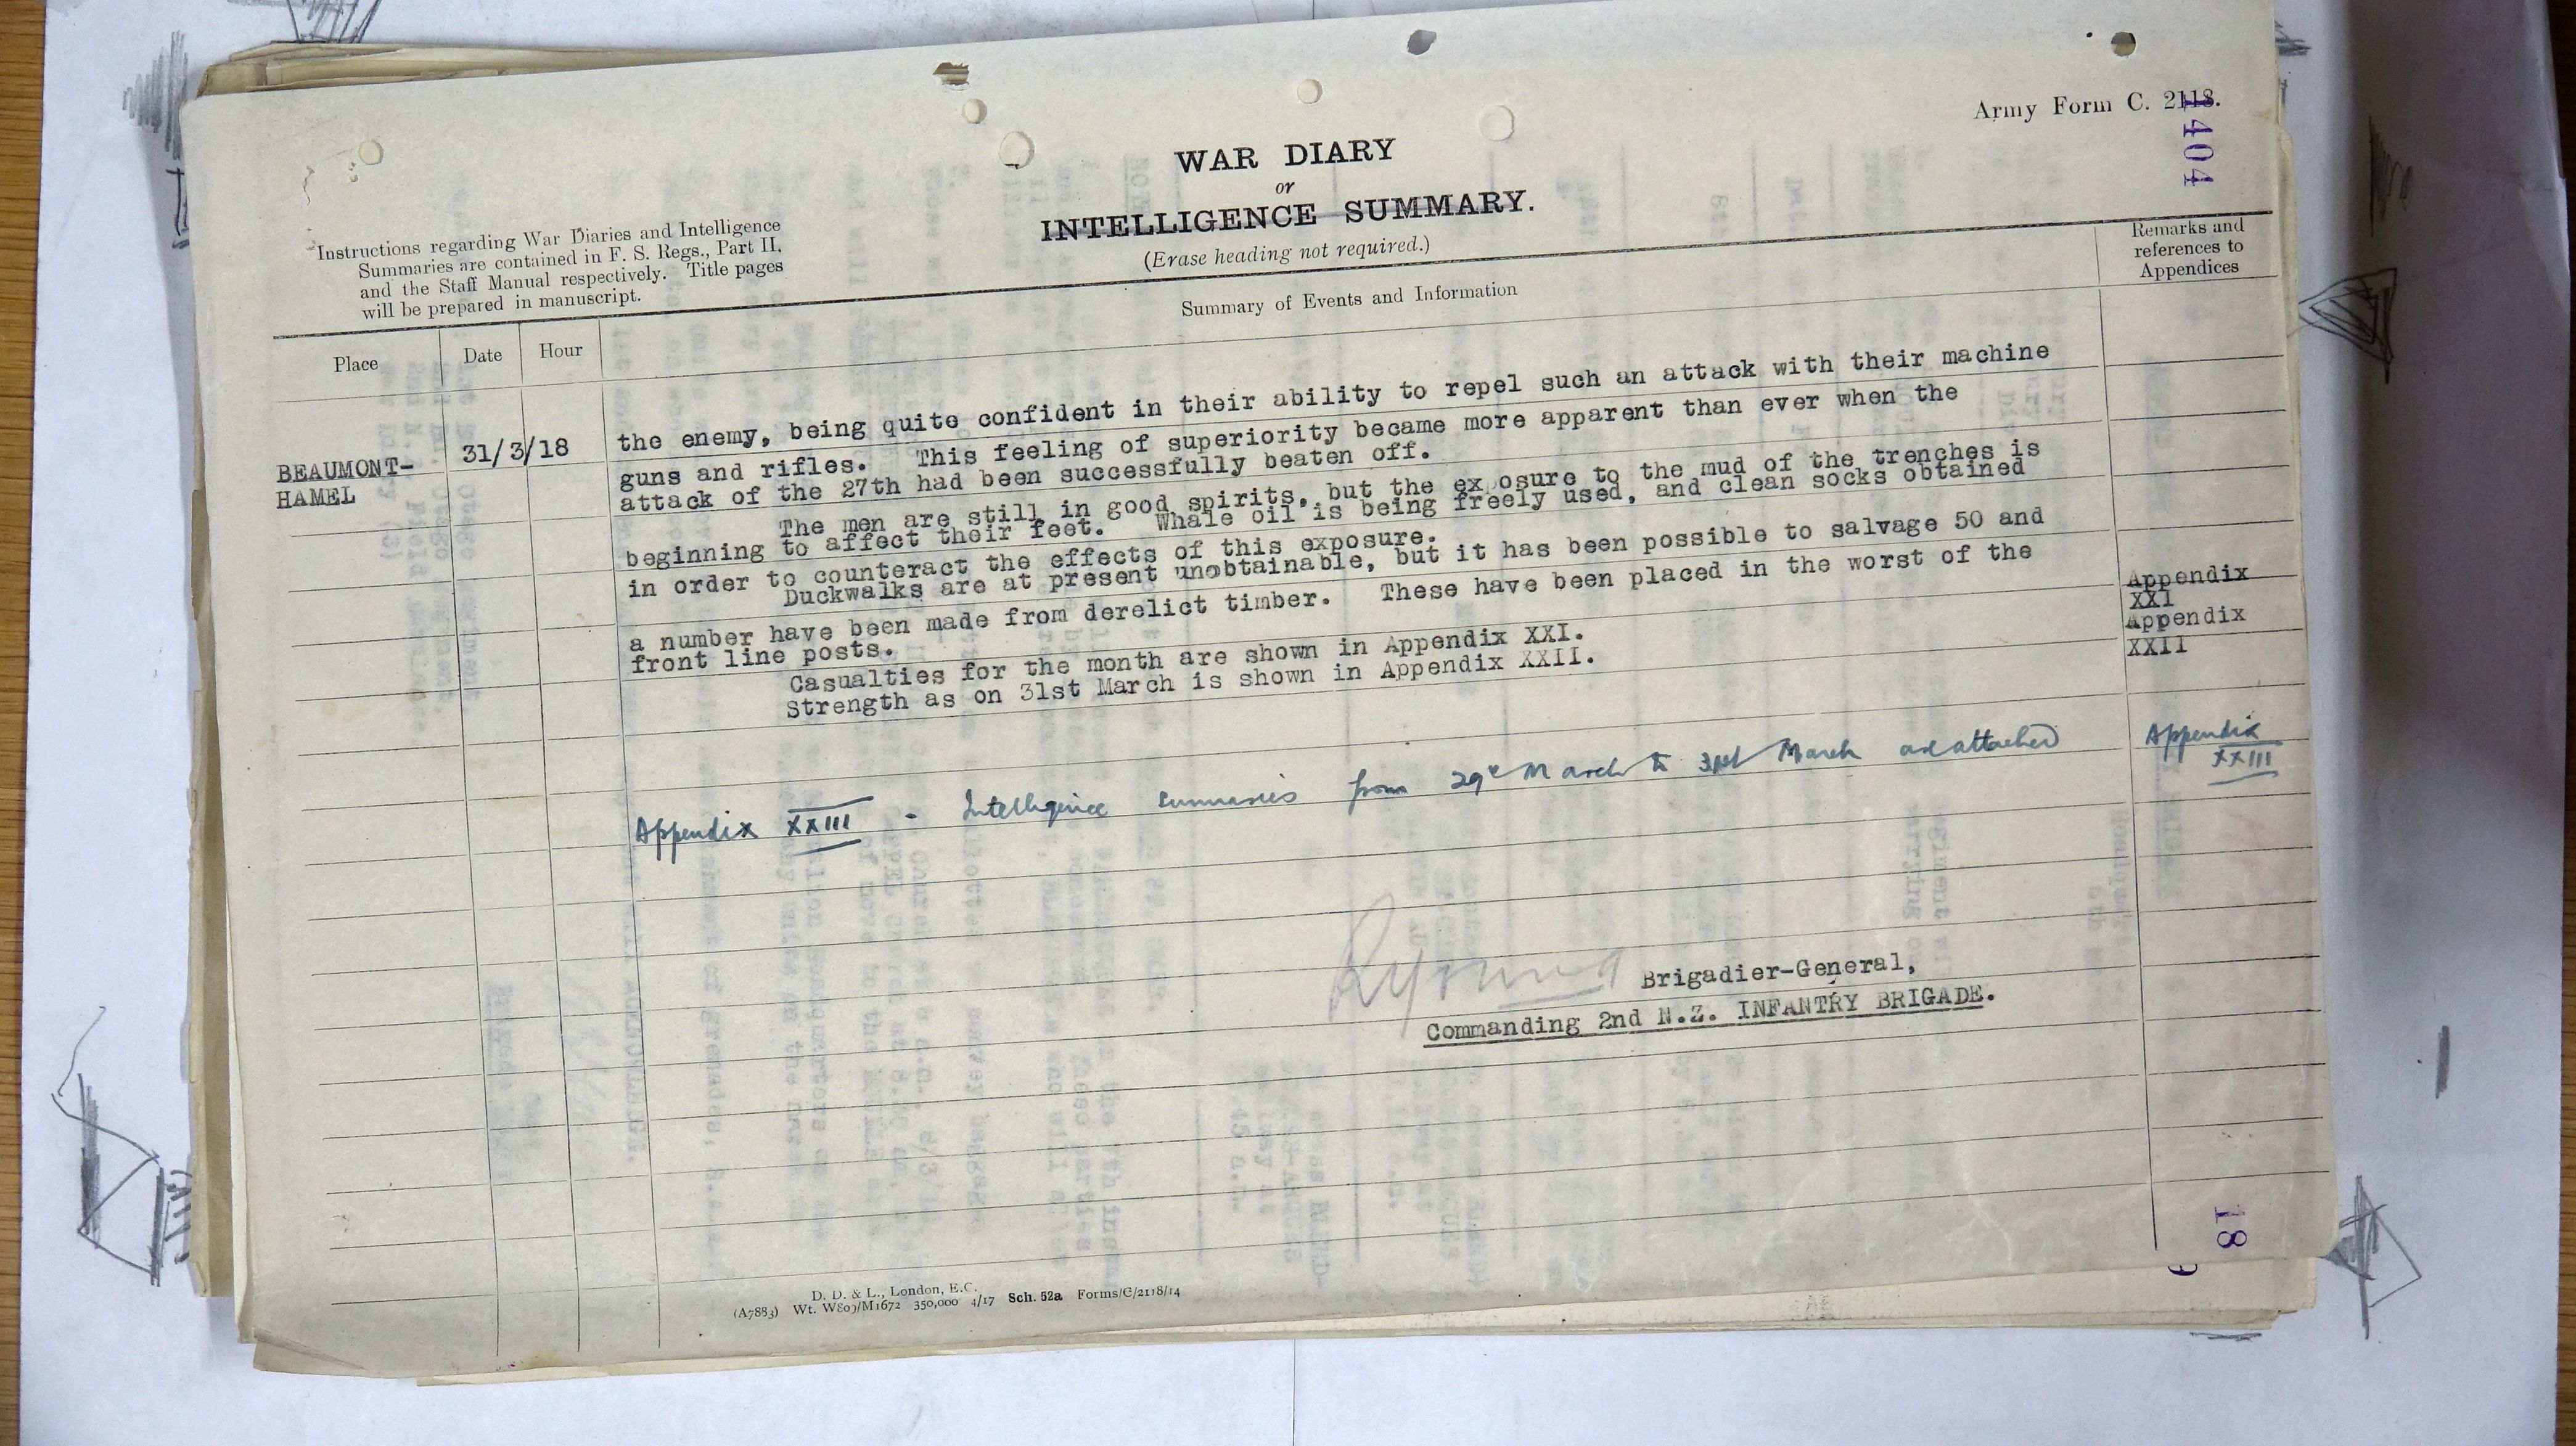 Army Form C. 2118.
1404
WAR DIARY
or
INTELLIGENCE SUMMARY.
(Erase heading not required.)
Instructions regarding War Diaries and Intelligence
Summaries are contained in F. S. Regs., Part II,
and the Staff Manual respectively. Title pages
will be prepared in manuscript.
Remarks and
references to
Appendices
Summary of Events and Information
Place
Date
Hour
BEAUMONT-
HAMEL
31/3/18
the enemy, being quite confident in their ability to repel such an attack with their machine
guns and rifles. This feeling of superiority became more apparent than ever when the
attack of the 27th had been successfully beaten off.
The men are still in good spirits, but the exposure to the mud of the trenches is
beginning to affect their feet. Whale oil is being freely used, and clean socks obtained
in order to counteract the effects of this exposure.
Duckwalks are at present unobtainable, but it has been possible to salvage 50 and
a number have been made from derelict timber. These have been placed in the worst of the
front line posts.
Casualties for the month are shown in Appendix XXI.
Strength as on 31st March is shown in Appendix XXII.
Appendix
XXI
Appendix
XXII
Appendix XXIII - Intelligence summaries from 29th March to 31st March are attached
Appendix
XXIII
RYoung
Brigadier-General,
Commanding 2nd N.Z. INFANTRY BRIGADE.
18
D. D. & L., London, E.C.
(A7883) Wt. W809/M1672 350,000 4/17 Sch. 52a Forms/C/2118/14